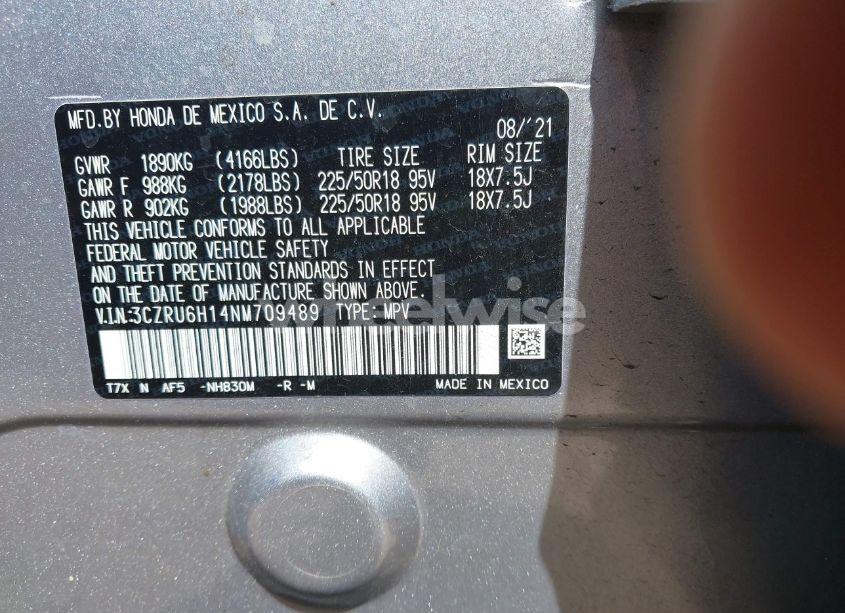 MFD.BY HONDA DE MEXICO S.A. DE C.V.
08/'21
GVWR 1890KG (4166LBS) TIRE SIZE RIM SIZE
GAWR F 988KG (2178LBS) 225/50R18 95V 18X7.5J
GAWR R 902KG (1988LBS) 225/50R18 95V 18X7.5J
THIS VEHICLE CONFORMS TO ALL APPLICABLE
FEDERAL MOTOR VEHICLE SAFETY
AND THEFT PREVENTION STANDARDS IN EFFECT
ON THE DATE OF MANUFACTURE SHOWN ABOVE.
V.I.N.:3CZRU6H14NM709489 TYPE: MPV
wheelwise
T7X N AF5 -NH830M -R -M MADE IN MEXICO